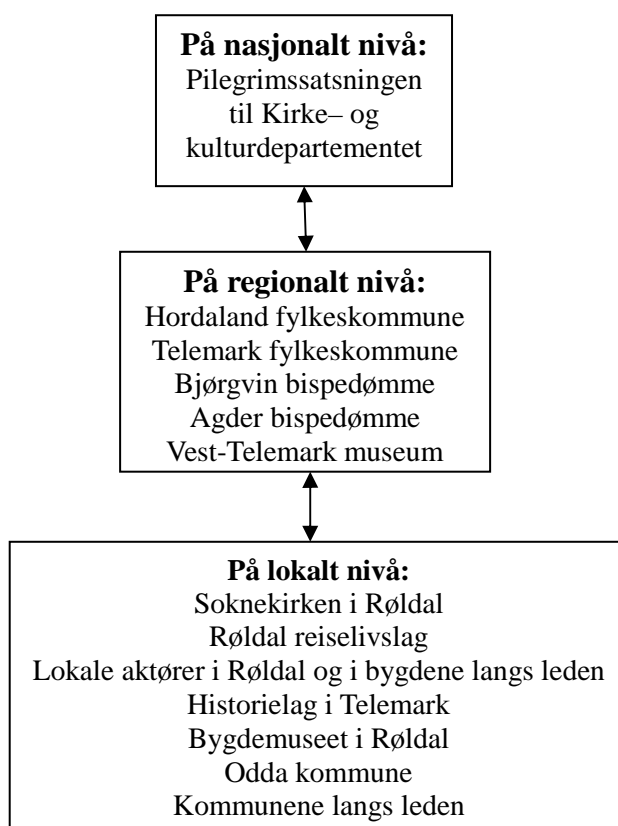 På nasjonalt nivå:
Pilegrimssatsningen
til Kirke– og
kulturdepartementet
På regionalt nivå:
Hordaland fylkeskommune
Telemark fylkeskommune
Bjørgvin bispedømme
Agder bispedømme
Vest-Telemark museum
På lokalt nivå:
Soknekirken i Røldal
Røldal reiselivslag
Lokale aktører i Røldal og i bygdene langs leden
Historielag i Telemark
Bygdemuseet i Røldal
Odda kommune
Kommunene langs leden